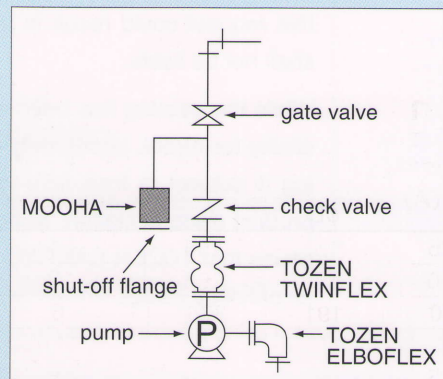 gate valve
MOOHA
check valve
shut-off flange
TOZEN
TWINFLEX
pump
P
TOZEN
ELBOFLEX